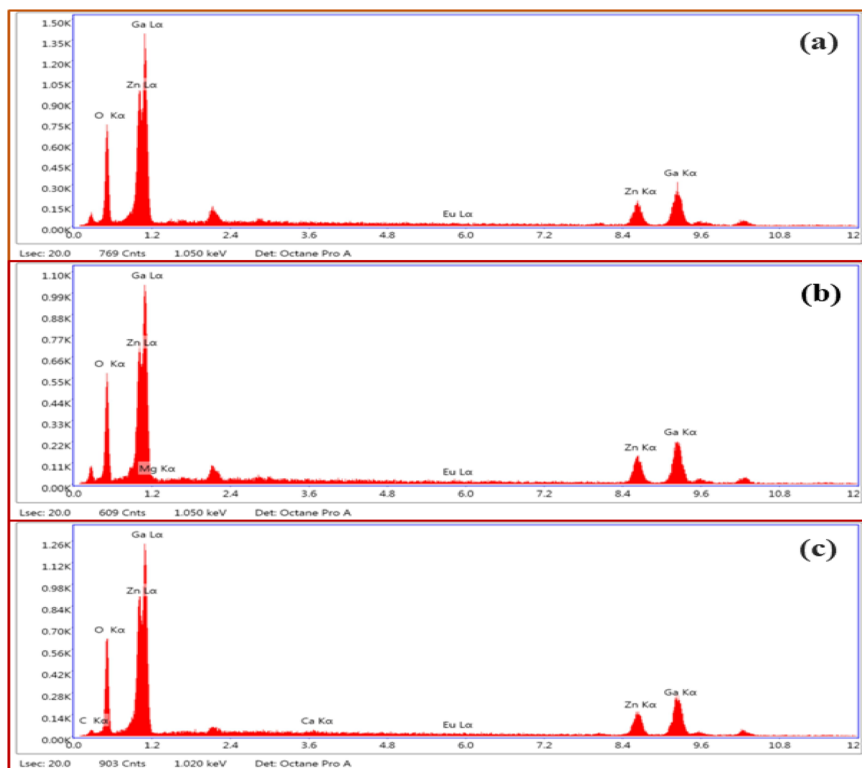 (a)
1.50K
Ga Lα
1.35K
1.20K
1.05K
Zn Lα
0.90K
O Kα
0.75K
0.60K
0.45K
Ga Kα
0.30K
Zn Kα
0.15K
Eu Lα
0.00K
0.0 1.2 2.4 3.6 4.8 6.0 7.2 8.4 9.6 10.8 12
Lsec: 20.0 769 Cnts 1.050 keV Det: Octane Pro A
(b)
1.10K
Ga Lα
0.99K
0.88K
0.77K
Zn Lα
0.66K
O Kα
0.55K
0.44K
0.33K
Ga Kα
0.22K
Zn Kα
0.11K
Mg Kα
Eu Lα
0.00K
0.0 1.2 2.4 3.6 4.8 6.0 7.2 8.4 9.6 10.8 12
Lsec: 20.0 609 Cnts 1.050 keV Det: Octane Pro A
(c)
Ga Lα
1.26K
1.12K
0.98K
Zn Lα
0.84K
0.70K
O Kα
0.56K
0.42K
Ga Kα
0.28K
Zn Kα
0.14K
C Kα
Ca Kα
Eu Lα
0.00K
0.0 1.2 2.4 3.6 4.8 6.0 7.2 8.4 9.6 10.8 12
Lsec: 20.0 903 Cnts 1.020 keV Det: Octane Pro A